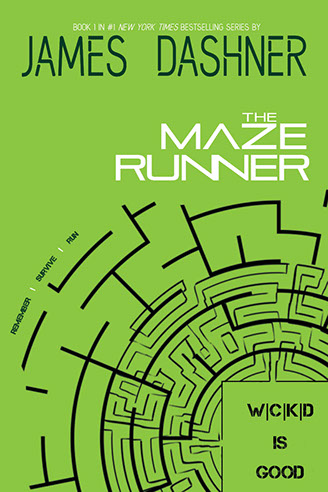 BOOK 1 IN #1 NEW YORK TIMES BESTSELLING SERIES BY
JAMES DASHNER
THE
MAZE
RUNNER
REMEMBER | SURVIVE | RUN
W|C|K|D
IS
GOOD